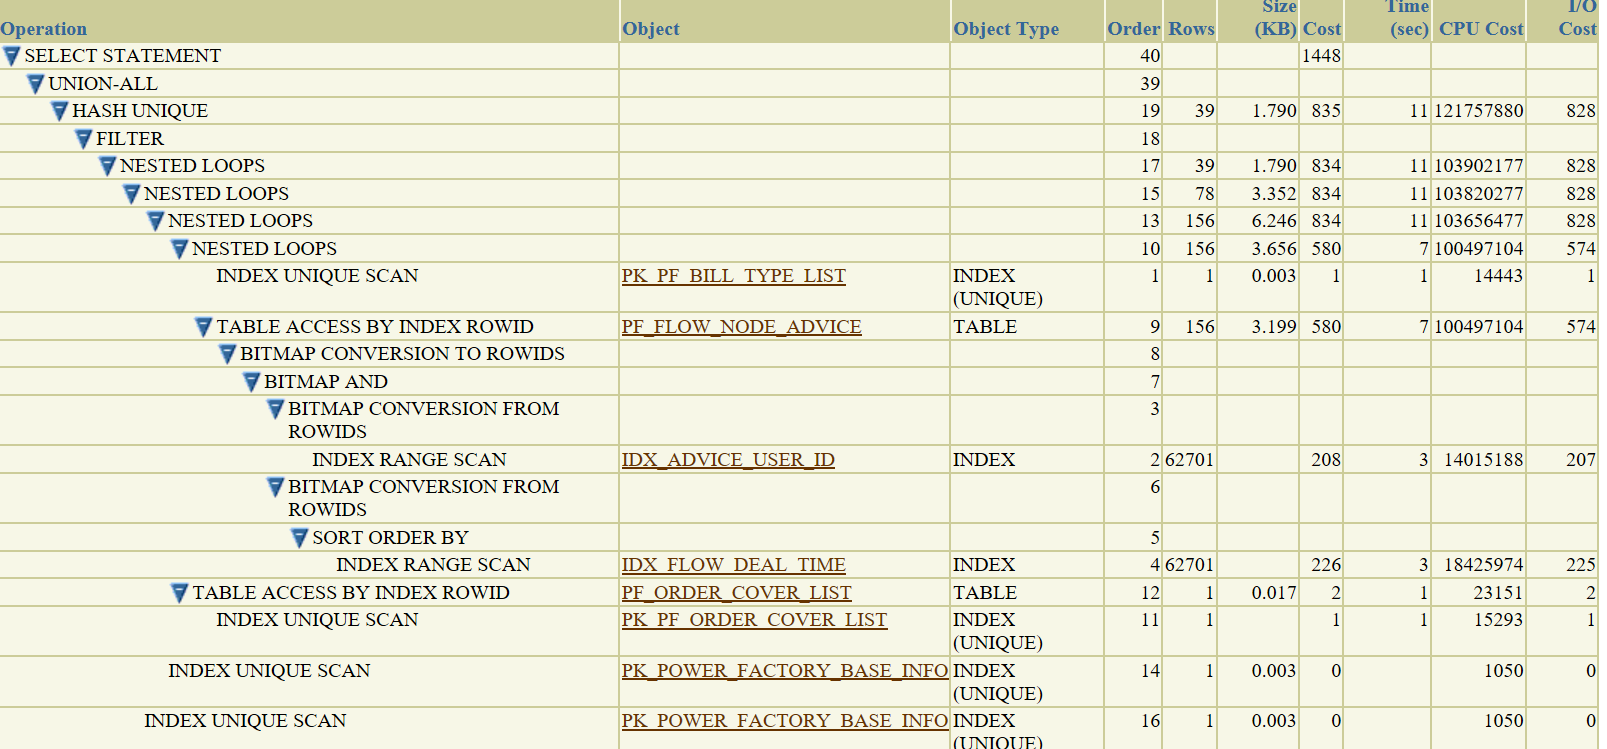 Operation Object Object Type Order Rows Size (KB) Cost Time (sec) CPU Cost I/O Cost
SELECT STATEMENT 40 1448
UNION-ALL 39
HASH UNIQUE 19 39 1.790 835 11 121757880 828
FILTER 18
NESTED LOOPS 17 39 1.790 834 11 103902177 828
NESTED LOOPS 15 78 3.352 834 11 103820277 828
NESTED LOOPS 13 156 6.246 834 11 103656477 828
NESTED LOOPS 10 156 3.656 580 7 100497104 574
INDEX UNIQUE SCAN PK_PF_BILL_TYPE_LIST INDEX (UNIQUE) 1 1 0.003 1 1 14443 1
TABLE ACCESS BY INDEX ROWID PF_FLOW_NODE_ADVICE TABLE 9 156 3.199 580 7 100497104 574
BITMAP CONVERSION TO ROWIDS 8
BITMAP AND 7
BITMAP CONVERSION FROM ROWIDS 3
INDEX RANGE SCAN IDX_ADVICE_USER_ID INDEX 2 62701 208 3 14015188 207
BITMAP CONVERSION FROM ROWIDS 6
SORT ORDER BY 5
INDEX RANGE SCAN IDX_FLOW_DEAL_TIME INDEX 4 62701 226 3 18425974 225
TABLE ACCESS BY INDEX ROWID PF_ORDER_COVER_LIST TABLE 12 1 0.017 2 1 23151 2
INDEX UNIQUE SCAN PK_PF_ORDER_COVER_LIST INDEX (UNIQUE) 11 1 1 1 15293 1
INDEX UNIQUE SCAN PK_POWER_FACTORY_BASE_INFO INDEX (UNIQUE) 14 1 0.003 0 1050 0
INDEX UNIQUE SCAN PK_POWER_FACTORY_BASE_INFO INDEX (UNIQUE) 16 1 0.003 0 1050 0